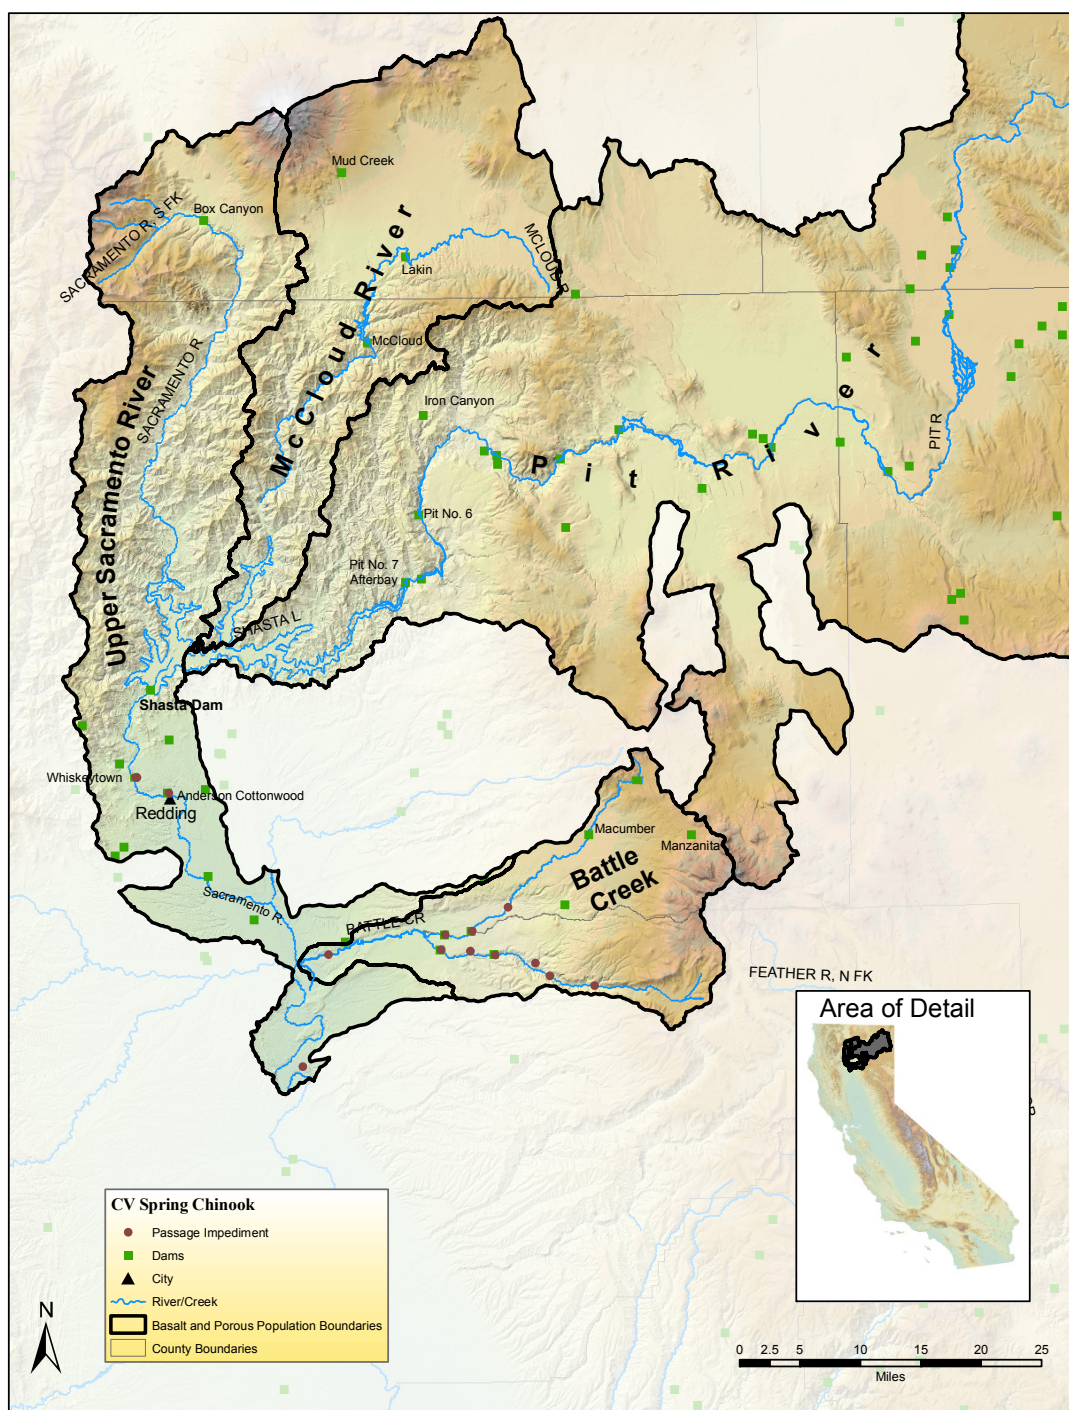 Mud Creek
Box Canyon
SACRAMENTO R, S FK
McCloud River
MCLOUD R
Lakin
SACRAMENTO R
McCloud
Iron Canyon
Pit River
PIT R
Upper Sacramento River
Pit No. 6
Pit No. 7
Afterbay
SHASTA L
Shasta Dam
Whiskeytown
Anderson Cottonwood
Redding
Macumber
Manzanita
Battle
Creek
Sacramento R.
BATTLE CR
FEATHER R, N FK
Area of Detail
CV Spring Chinook
Passage Impediment
Dams
City
River/Creek
Basalt and Porous Population Boundaries
County Boundaries
N
0 2.5 5 10 15 20 25
Miles